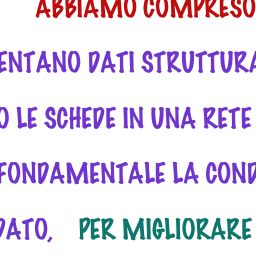 ABBIAMO COMPRESO
ENTANO DATI STRUTTURA
O LE SCHEDE IN UNA RETE
FONDAMENTALE LA COND
DATO, PER MIGLIORARE